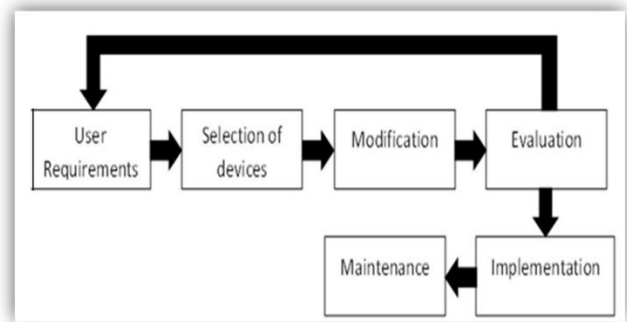 User
Requirements
Selection of
devices
Modification
Evaluation
Maintenance
Implementation